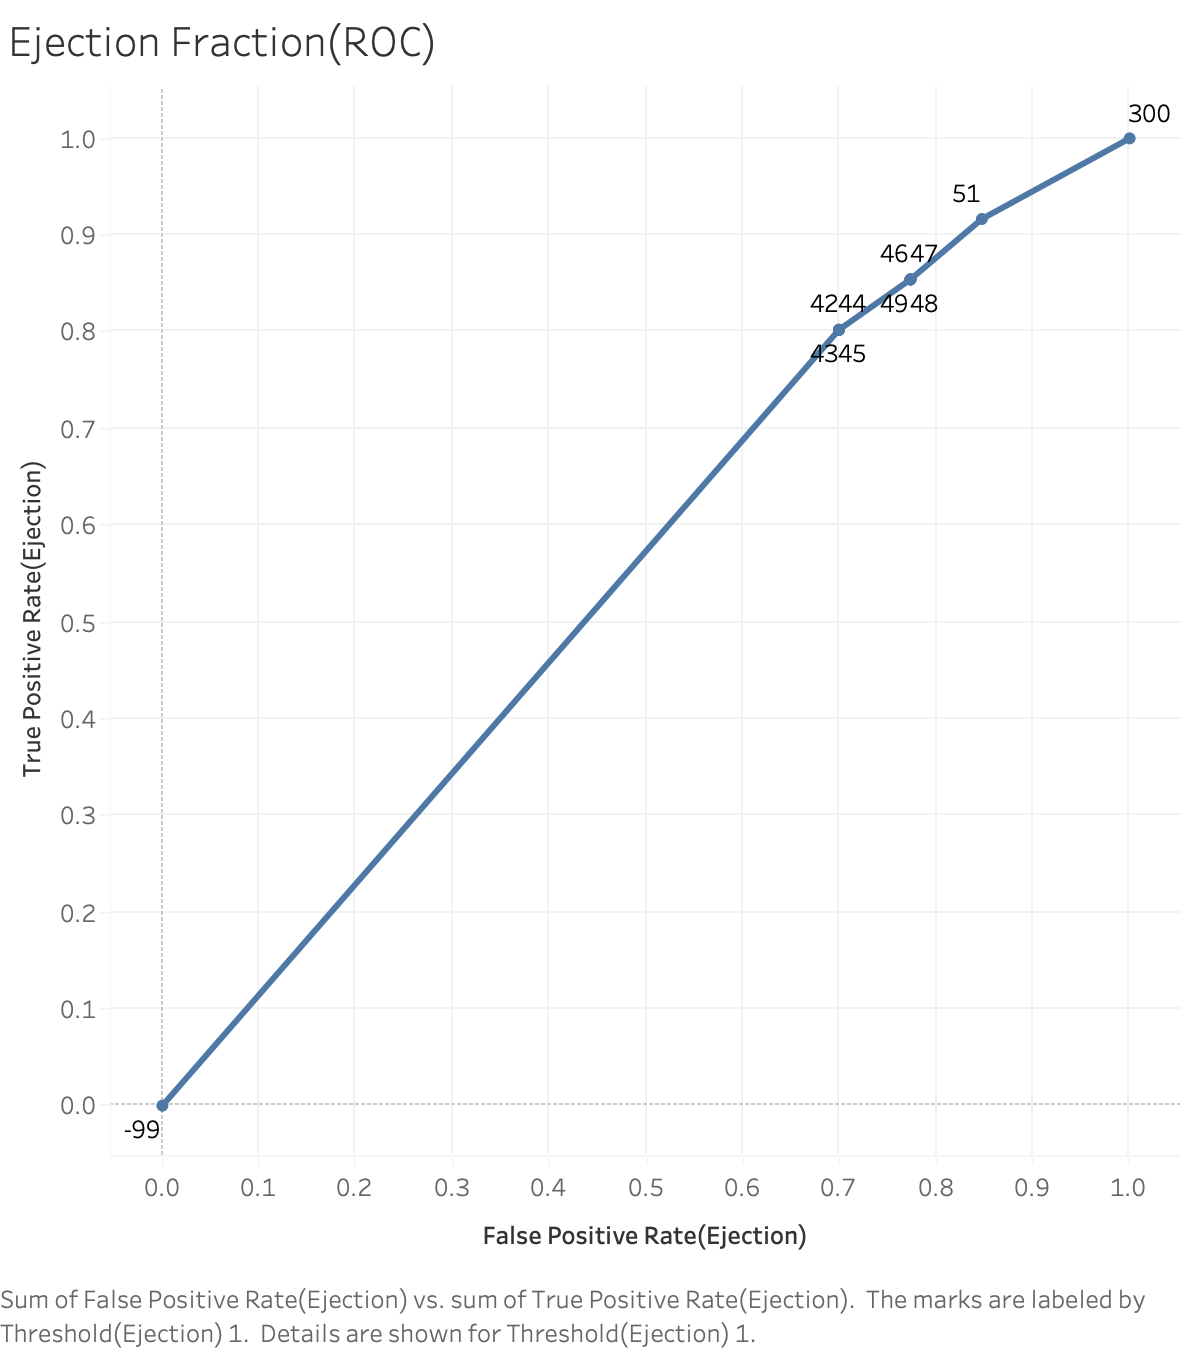 Ejection Fraction(ROC)
300
1.0
51
0.9
4647
4244 4948
0.8
4345
0.7
True Positive Rate(Ejection)
0.6
0.5
0.4
0.3
0.2
0.1
0.0
-99
0.0 0.1 0.2 0.3 0.4 0.5 0.6 0.7 0.8 0.9 1.0
False Positive Rate(Ejection)
Sum of False Positive Rate(Ejection) vs. sum of True Positive Rate(Ejection).  The marks are labeled by
Threshold(Ejection) 1.  Details are shown for Threshold(Ejection) 1.